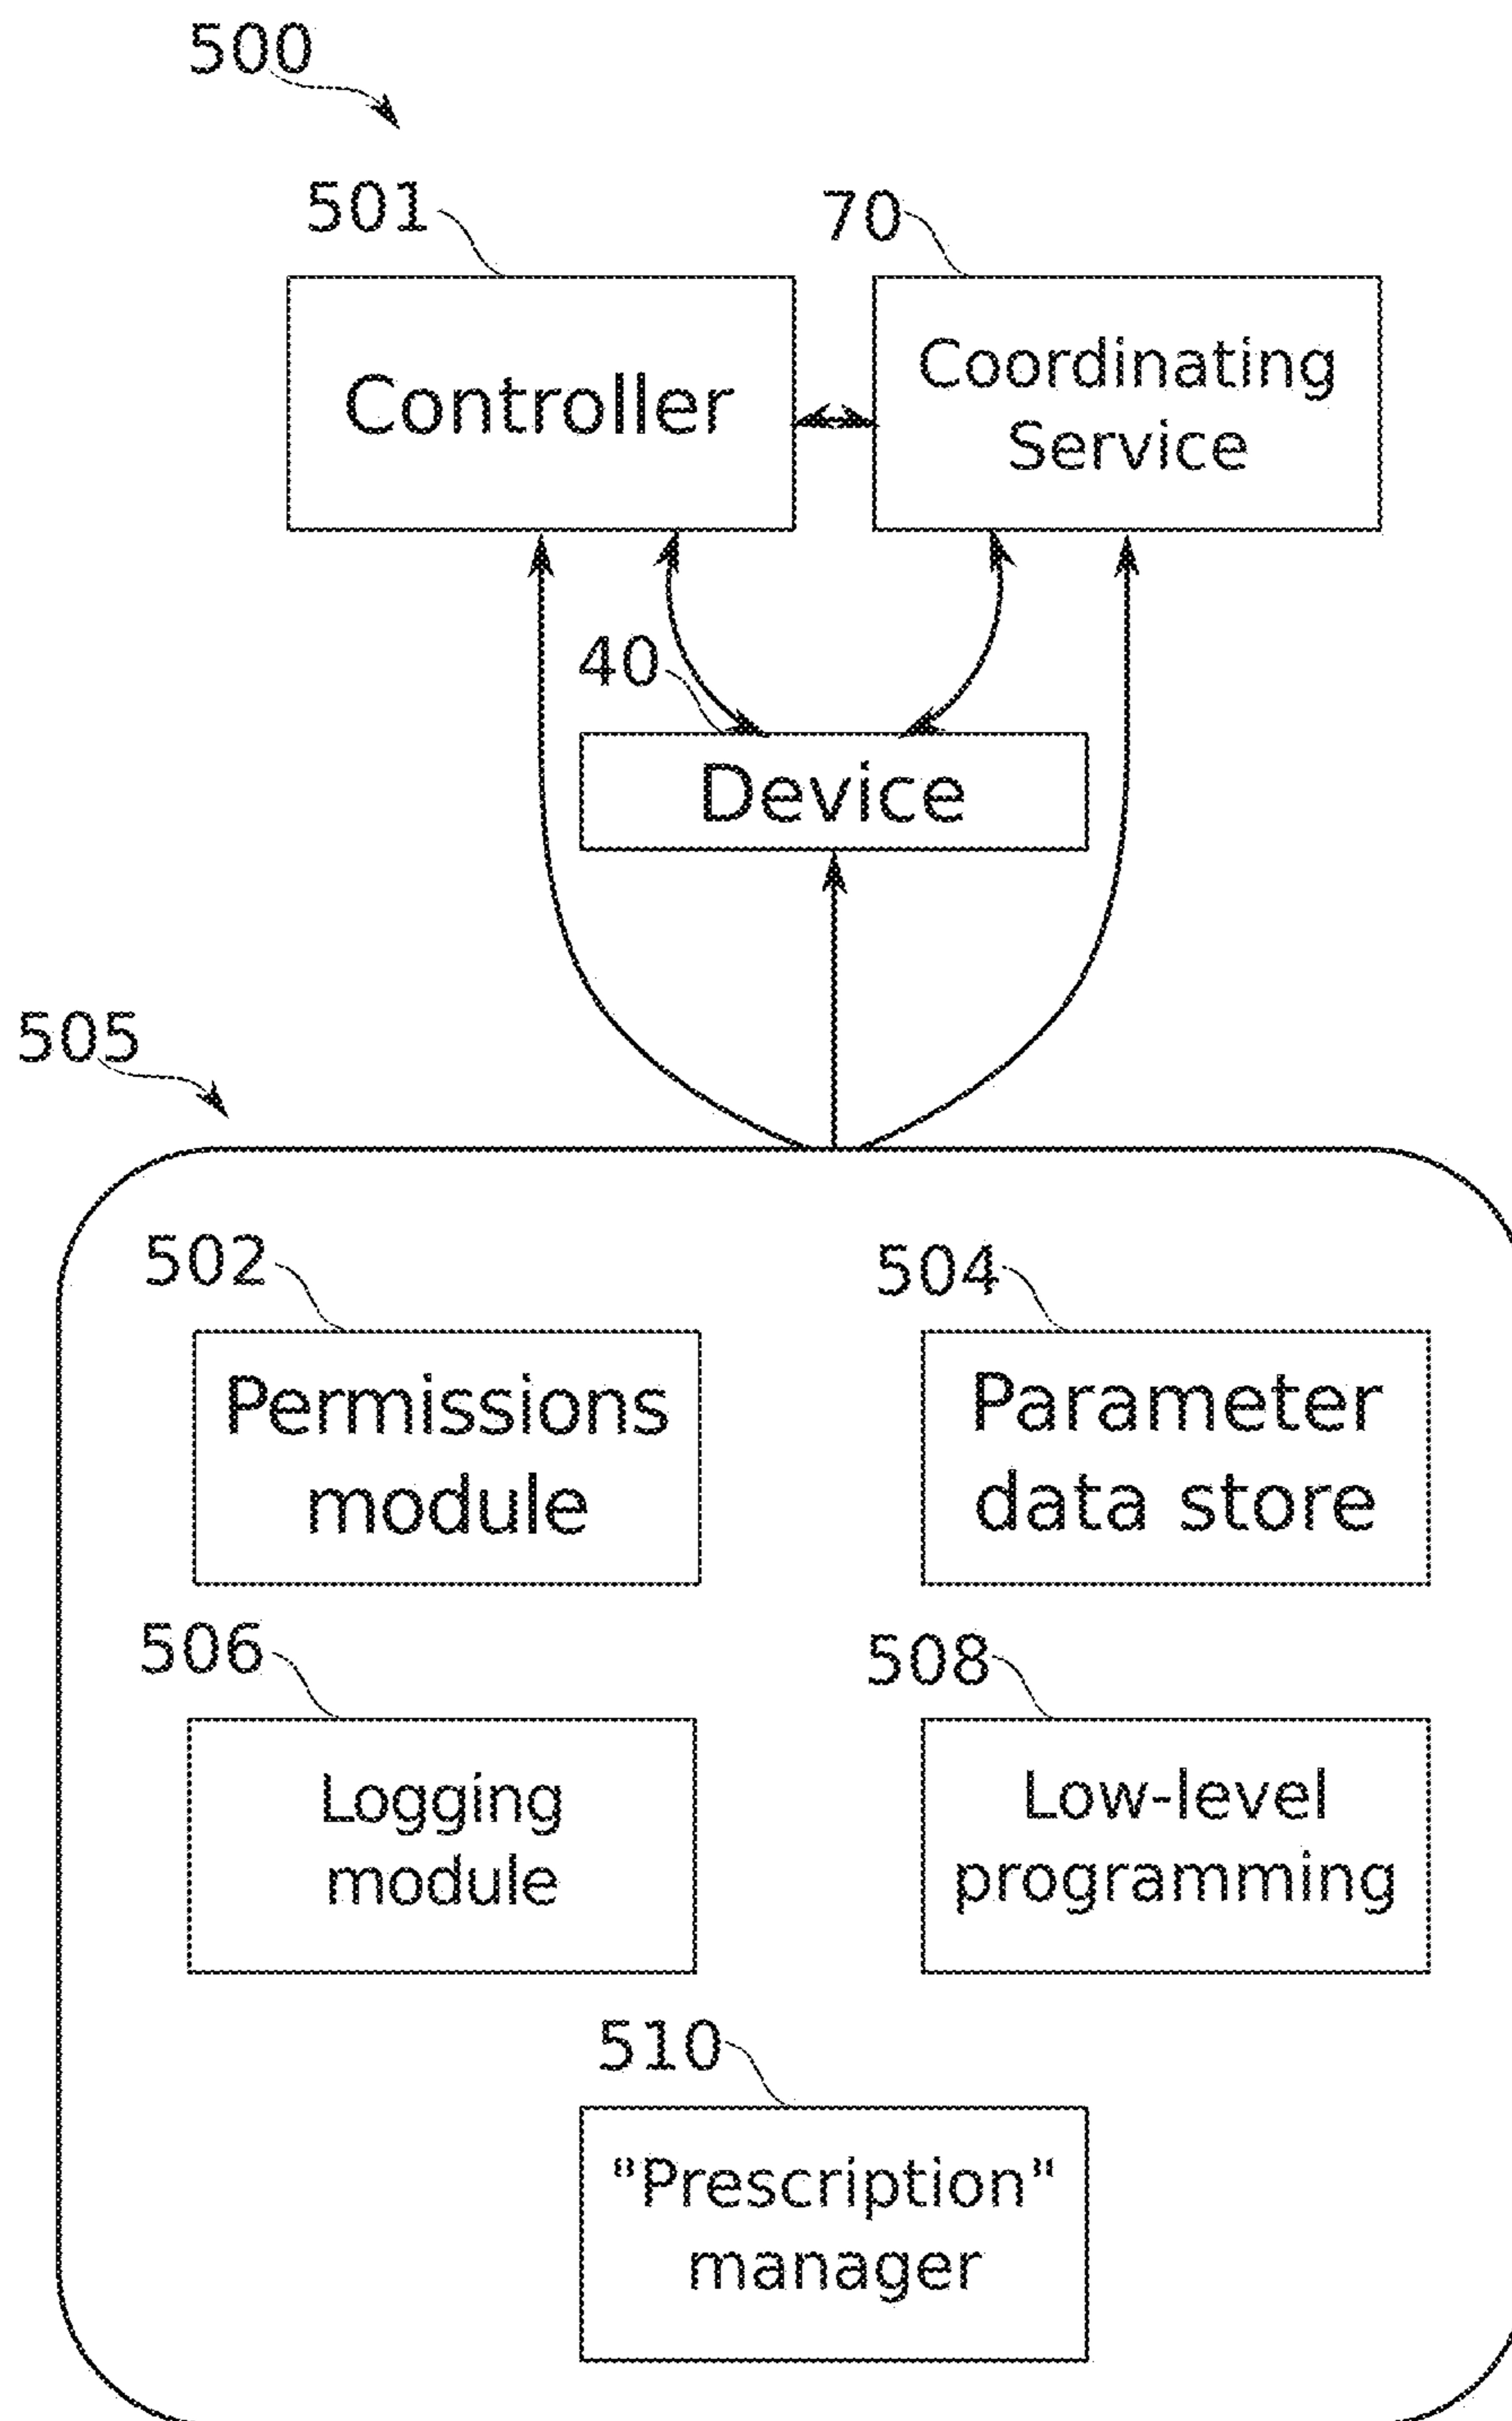 500
501
70
Controller
Coordinating
Service
40
Device
505
502
504
Permissions
module
Parameter
data store
506
508
Logging
module
Low-level
programming
510
"Prescription"
manager